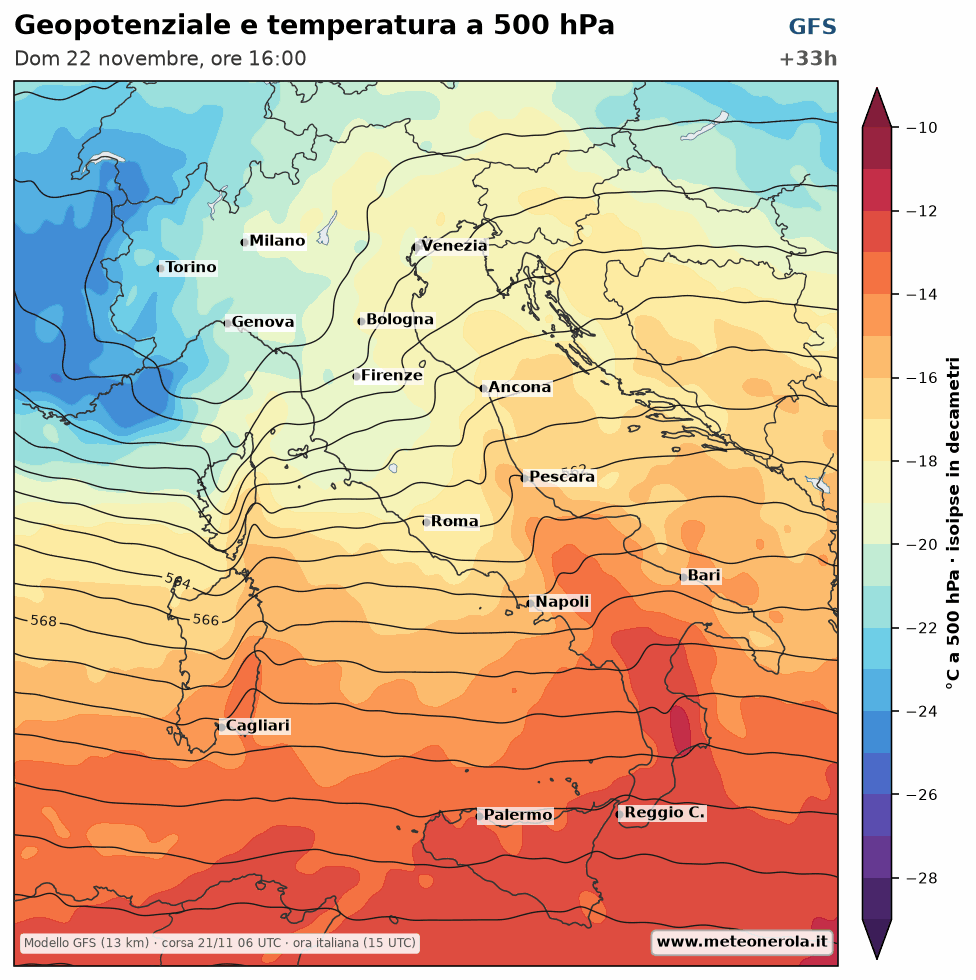 Geopotenziale e temperatura a 500 hPa
GFS
Dom 22 novembre, ore 16:00
+33h
Milano
Venezia
Torino
Genova
Bologna
Firenze
Ancona
562
Pescara
Roma
564
Bari
Napoli
568
566
Cagliari
Palermo
Reggio C.
−10
−12
−14
−16
−18
−20
−22
−24
−26
−28
°C a 500 hPa · isoipse in decametri
Modello GFS (13 km) · corsa 21/11 06 UTC · ora italiana (15 UTC)
www.meteonerola.it